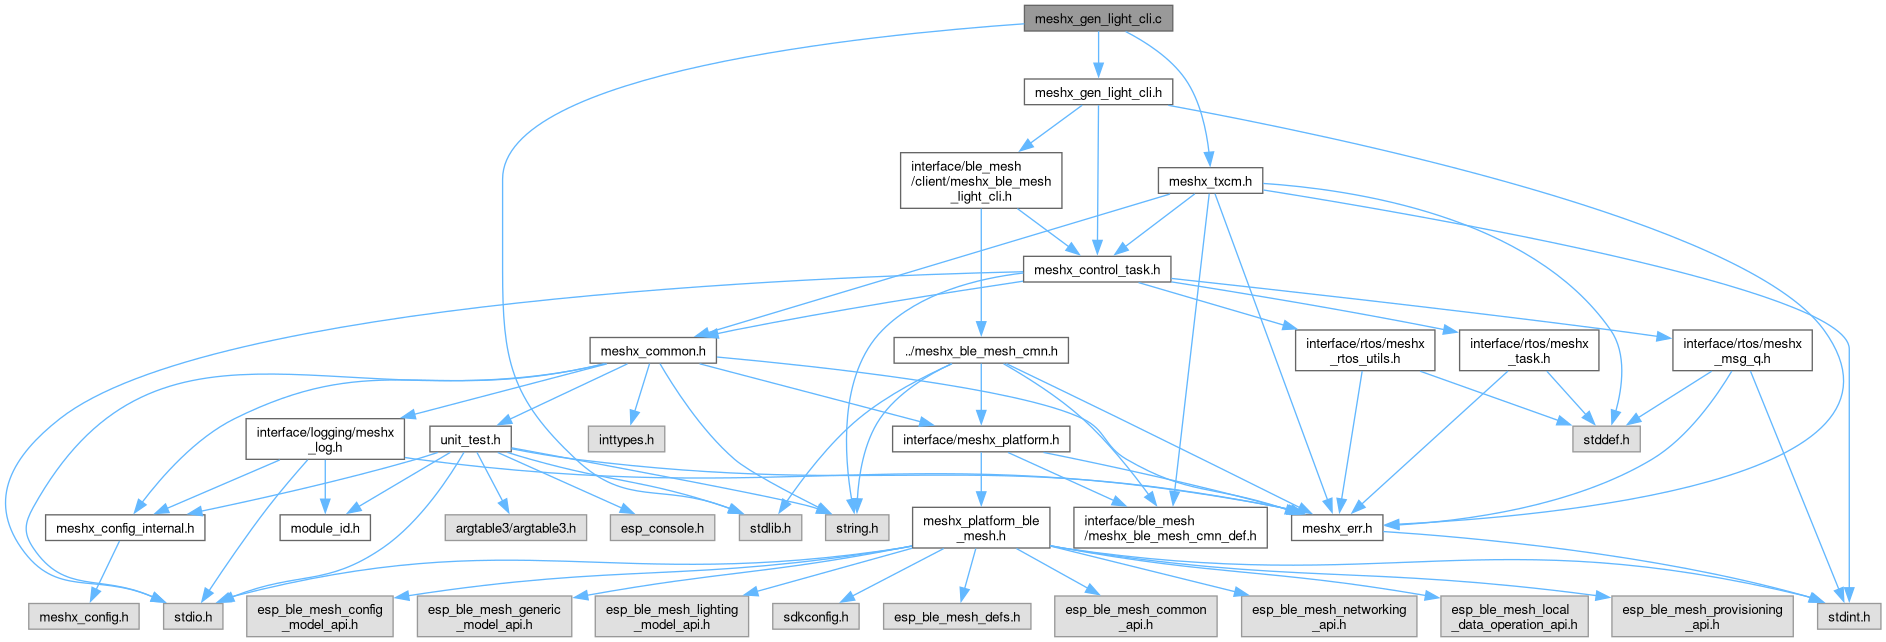 meshx_gen_light_cli.c
meshx_gen_light_cli.h
interface/ble_mesh
/client/meshx_ble_mesh
_light_cli.h
meshx_txcm.h
meshx_control_task.h
meshx_common.h
../meshx_ble_mesh_cmn.h
interface/rtos/meshx
_rtos_utils.h
interface/rtos/meshx
_task.h
interface/rtos/meshx
_msg_q.h
interface/logging/meshx
_log.h
unit_test.h
inttypes.h
interface/meshx_platform.h
stddef.h
meshx_config_internal.h
module_id.h
argtable3/argtable3.h
esp_console.h
stdlib.h
string.h
meshx_platform_ble
_mesh.h
interface/ble_mesh
/meshx_ble_mesh_cmn_def.h
meshx_err.h
meshx_config.h
stdio.h
esp_ble_mesh_config
_model_api.h
esp_ble_mesh_generic
_model_api.h
esp_ble_mesh_lighting
_model_api.h
sdkconfig.h
esp_ble_mesh_defs.h
esp_ble_mesh_common
_api.h
esp_ble_mesh_networking
_api.h
esp_ble_mesh_local
_data_operation_api.h
esp_ble_mesh_provisioning
_api.h
stdint.h